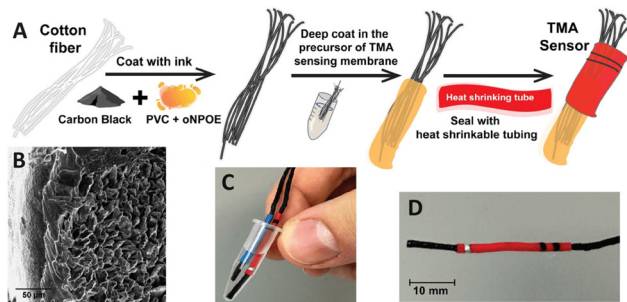 A
Cotton
fiber
Coat with ink
Carbon Black
PVC + oNPOE
Deep coat in the
precursor of TMA
sensing membrane
Heat shrinking tube
Seal with
heat shrinkable tubing
TMA
Sensor
B
50 µm
C
D
10 mm